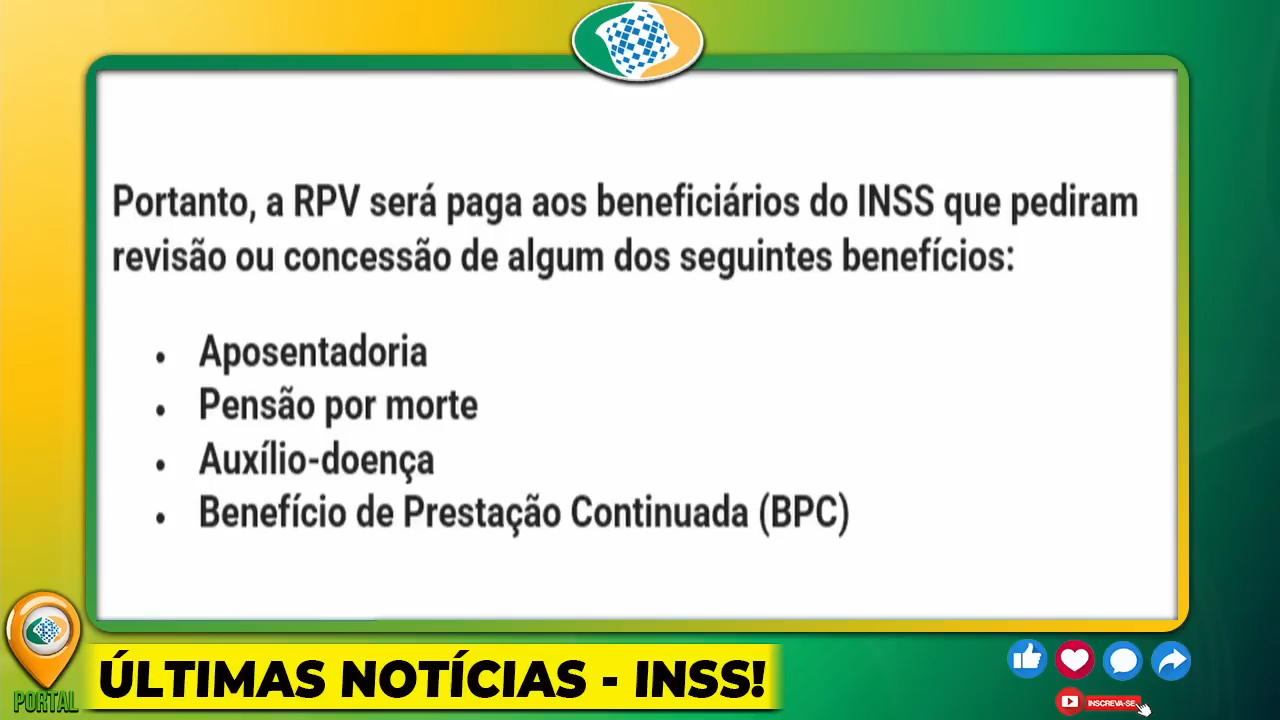 Portanto, a RPV será paga aos beneficiários do INSS que pediram
revisão ou concessão de algum dos seguintes benefícios:
• Aposentadoria
• Pensão por morte
• Auxílio-doença
• Benefício de Prestação Continuada (BPC)
PORTAL
ÚLTIMAS NOTÍCIAS - INSS!
INSCREVA-SE